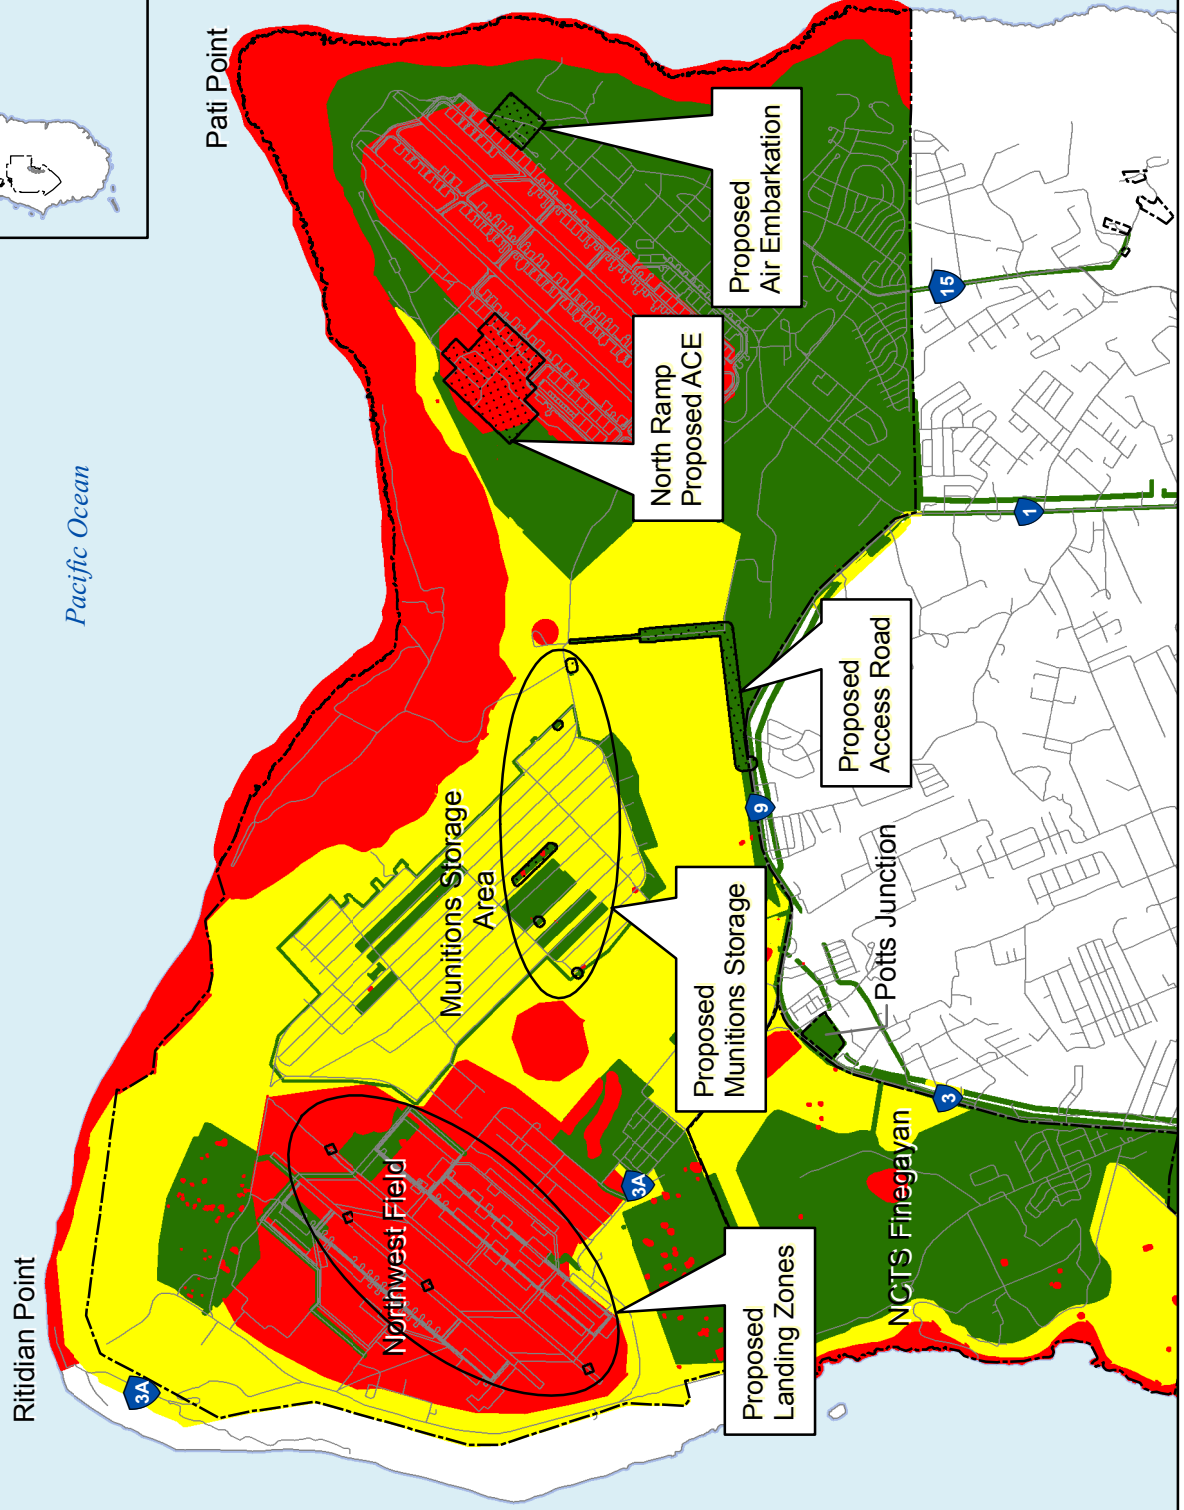 Ritidian Point
Pati Point
Pacific Ocean
3A
Northwest Field
Munitions Storage
Area
North Ramp
Proposed ACE
Proposed
Air Embarkation
Proposed
Landing Zones
3A
Proposed
Munitions Storage
9
Proposed
Access Road
15
NCTS Finegayan
3
Potts Junction
1